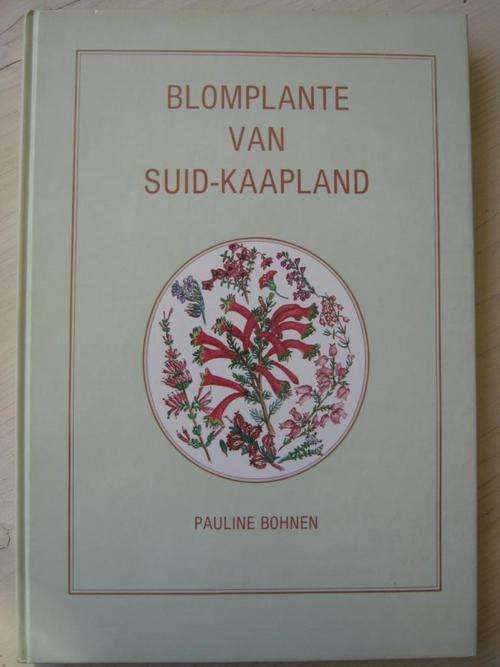 BLOMPLANTE
VAN
SUID-KAAPLAND
PAULINE BOHNEN